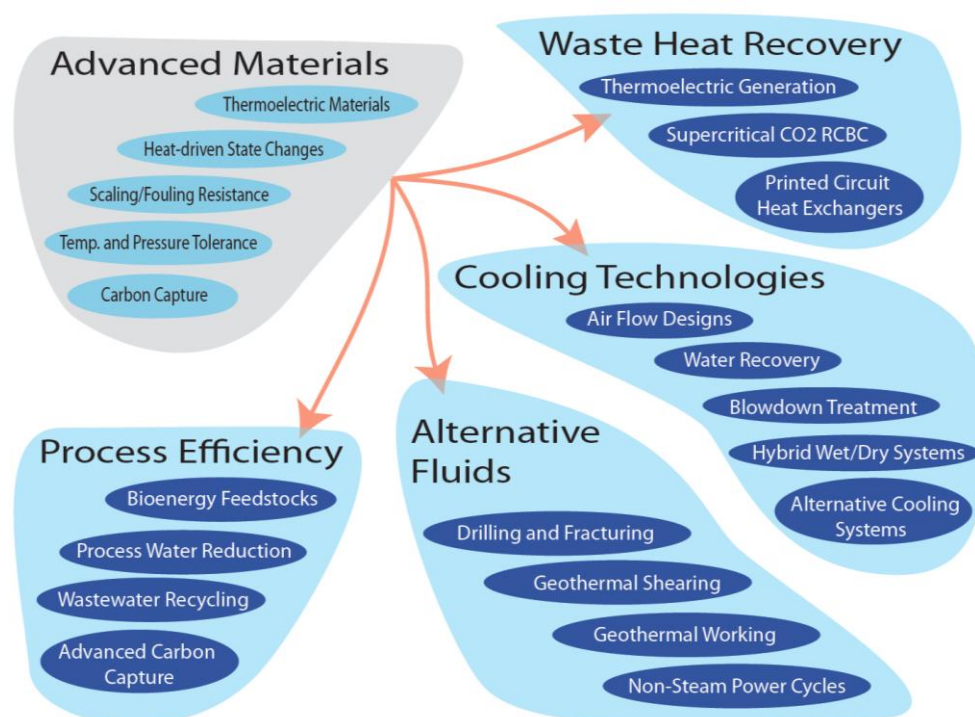 Advanced Materials
Thermoelectric Materials
Heat-driven State Changes
Scaling/Fouling Resistance
Temp. and Pressure Tolerance
Carbon Capture
Waste Heat Recovery
Thermoelectric Generation
Supercritical CO2 RCBC
Printed Circuit
Heat Exchangers
Cooling Technologies
Air Flow Designs
Water Recovery
Blowdown Treatment
Hybrid Wet/Dry Systems
Alternative Cooling
Systems
Process Efficiency
Bioenergy Feedstocks
Process Water Reduction
Wastewater Recycling
Advanced Carbon
Capture
Alternative
Fluids
Drilling and Fracturing
Geothermal Shearing
Geothermal Working
Non-Steam Power Cycles